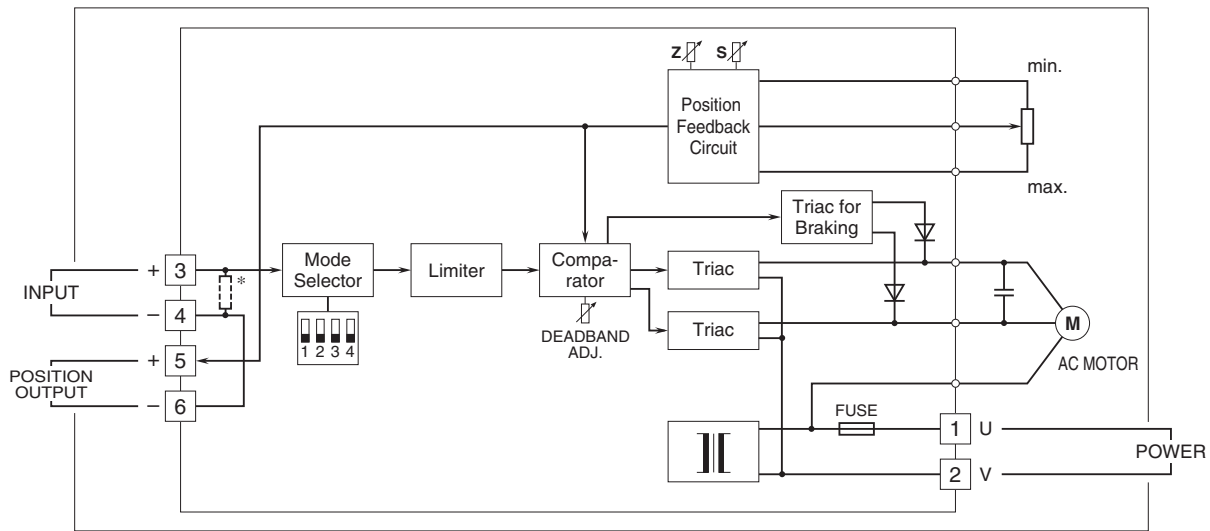 Z
S
min.
Position
Feedback
Circuit
max.
Triac for
Braking
INPUT
+
3
*
Mode
Selector
Limiter
Compa-
rator
Triac
−
4
1 2 3 4
DEADBAND
ADJ.
Triac
M
AC MOTOR
POSITION
OUTPUT
+
5
−
6
FUSE
1
U
POWER
2
V